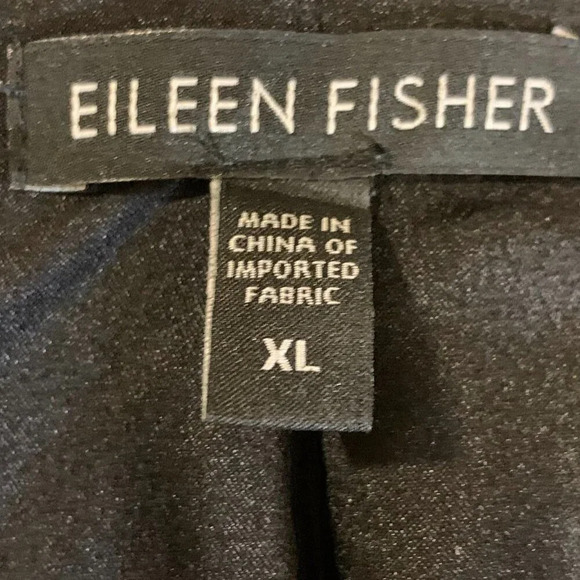 EILEEN FISHER
MADE IN
CHINA OF
IMPORTED
FABRIC
XL